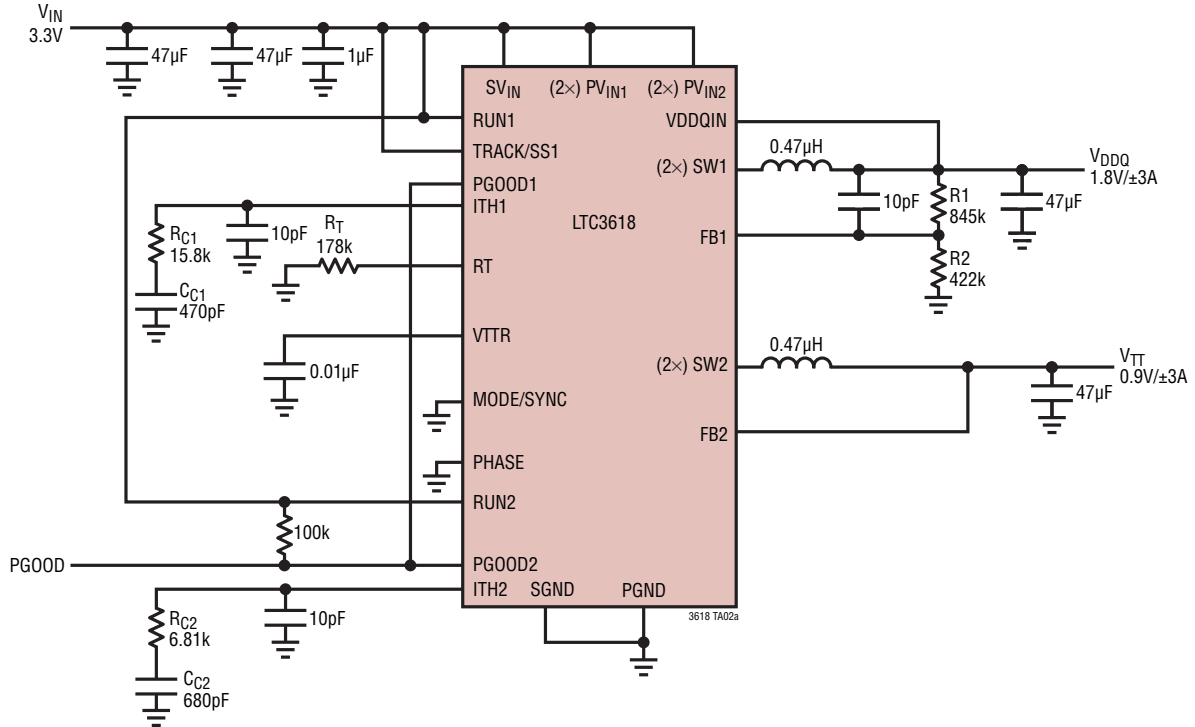 VIN
3.3V
47µF
47µF
1µF
SVIN
(2×) PVIN1
(2×) PVIN2
RUN1
VDDQIN
TRACK/SS1
0.47µH
(2×) SW1
VDDQ
1.8V/±3A
PGOOD1
ITH1
10pF
R1
845k
47µF
LTC3618
RC1
15.8k
10pF
RT
178k
FB1
RT
R2
422k
CC1
470pF
VTTR
0.47µH
(2×) SW2
VTT
0.9V/±3A
0.01µF
47µF
MODE/SYNC
FB2
PHASE
RUN2
100k
PGOOD
PGOOD2
ITH2
SGND
PGND
3618 TA02a
RC2
6.81k
10pF
CC2
680pF